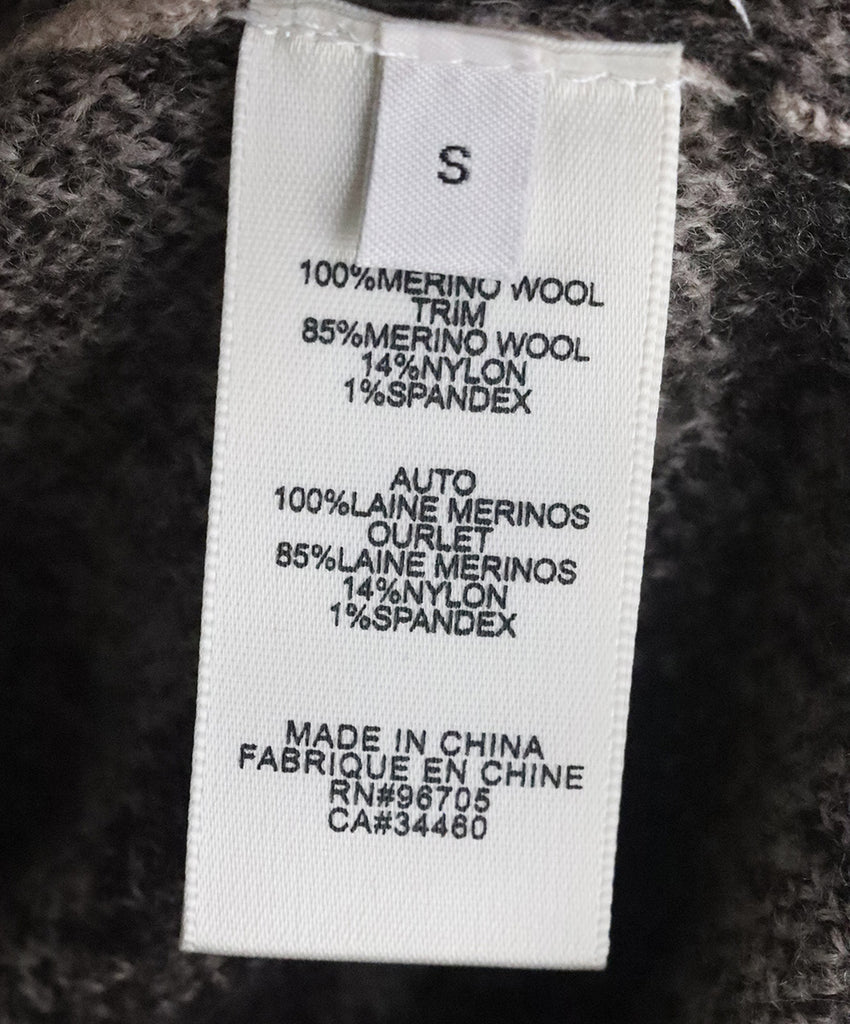 S
100%MERINO WOOL
TRIM
85%MERINO WOOL
14%NYLON
1%SPANDEX
AUTO
100%LAINE MERINOS
OURLET
85%LAINE MERINOS
14%NYLON
1%SPANDEX
MADE IN CHINA
FABRIQUE EN CHINE
RN#96705
CA#34460